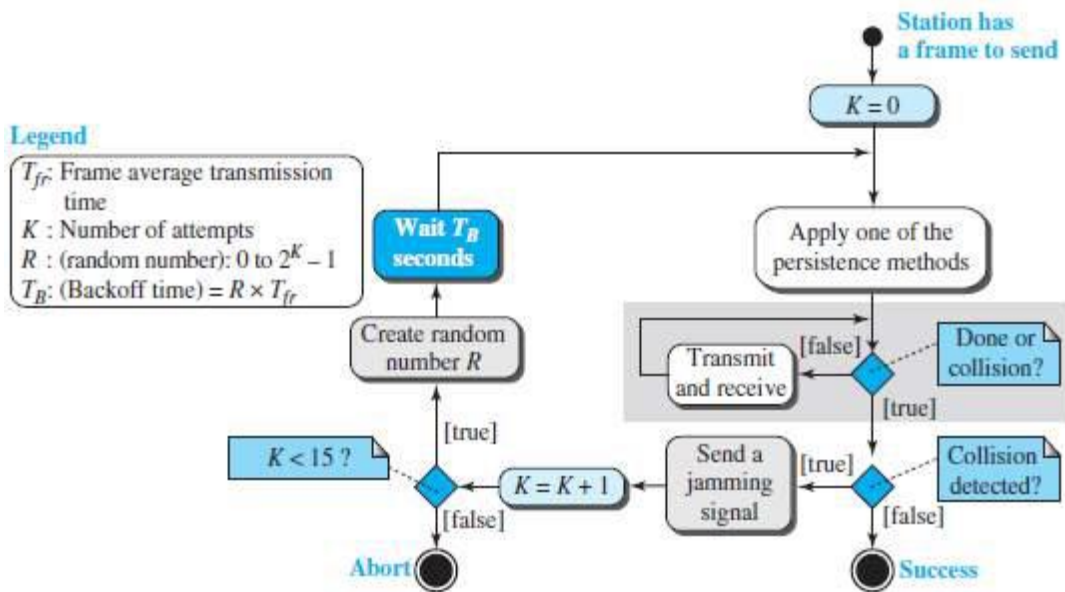 Station has
a frame to send
K = 0
Legend
T_fr: Frame average transmission
time
K : Number of attempts
R : (random number): 0 to 2^K – 1
T_B: (Backoff time) = R × T_fr
Wait T_B
seconds
Apply one of the
persistence methods
Create random
number R
[false]
Transmit
and receive
Done or
collision?
[true]
[true]
K < 15 ?
K = K + 1
Send a
jamming
signal
[true]
Collision
detected?
[false]
[false]
Abort
Success